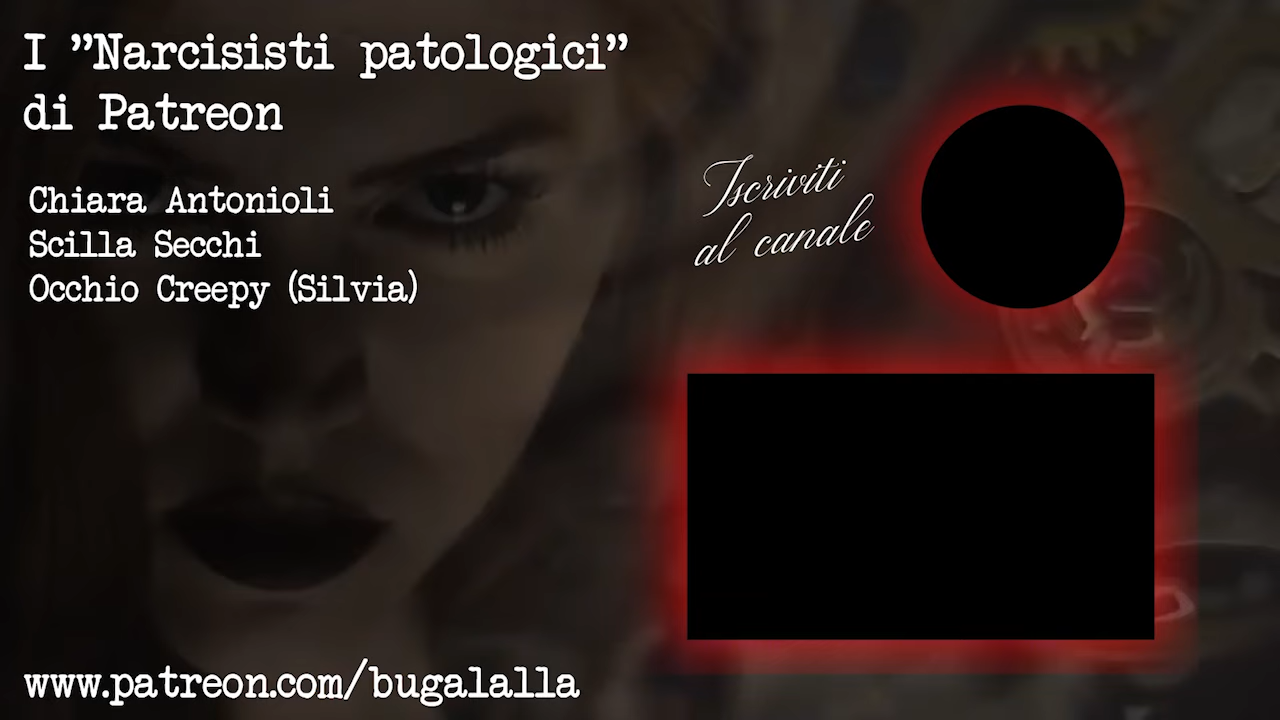 I "Narcisisti patologici"
di Patreon
Chiara Antonioli
Scilla Secchi
Occhio Creepy (Silvia)
Iscriviti
al canale
www.patreon.com/bugalalla